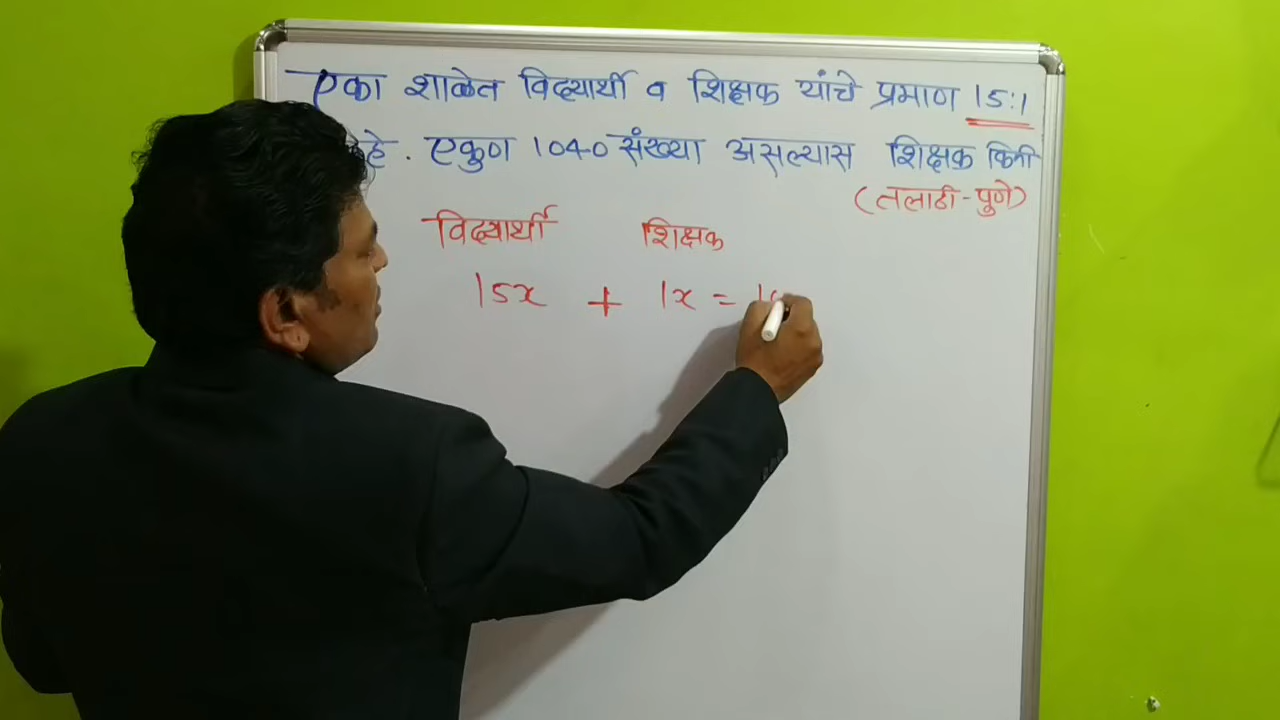 एका शाळेत विद्यार्थी व शिक्षक यांचे प्रमाण 15:1
हे. एकुण 1040 संख्या असल्यास शिक्षक किती
(तलाठी-पुणे)
विद्यार्थी शिक्षक
15x + 1x =